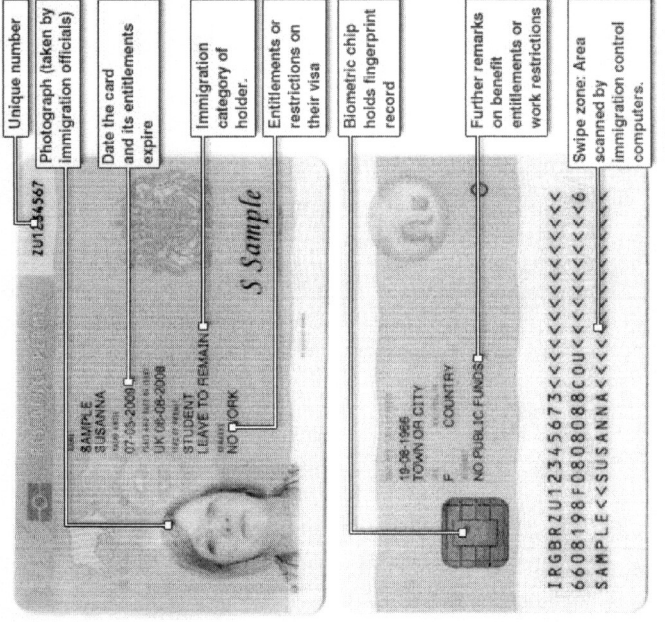 Unique number
Photograph (taken by
immigration officials)
Date the card
and its entitlements
expire
Immigration
category of
holder.
Entitlements or
restrictions on
their visa
Biometric chip
holds fingerprint
record
Further remarks
on benefit
entitlements or
work restrictions
Swipe zone: Area
scanned by
immigration control
computers.
ZU1234567
SAMPLE
SUSANNA
07-05-2009
UK 08-08-2008
STUDENT
LEAVE TO REMAIN
NO WORK
S Sample
19-08-1966
TOWN OR CITY
F COUNTRY
NO PUBLIC FUNDS
IRGBRZU12345673<<<<<<<<<<<<<<<
6608198F0808088COU<<<<<<<<<<<6
SAMPLE<<SUSANNA<<<<<<<<<<<<<<<